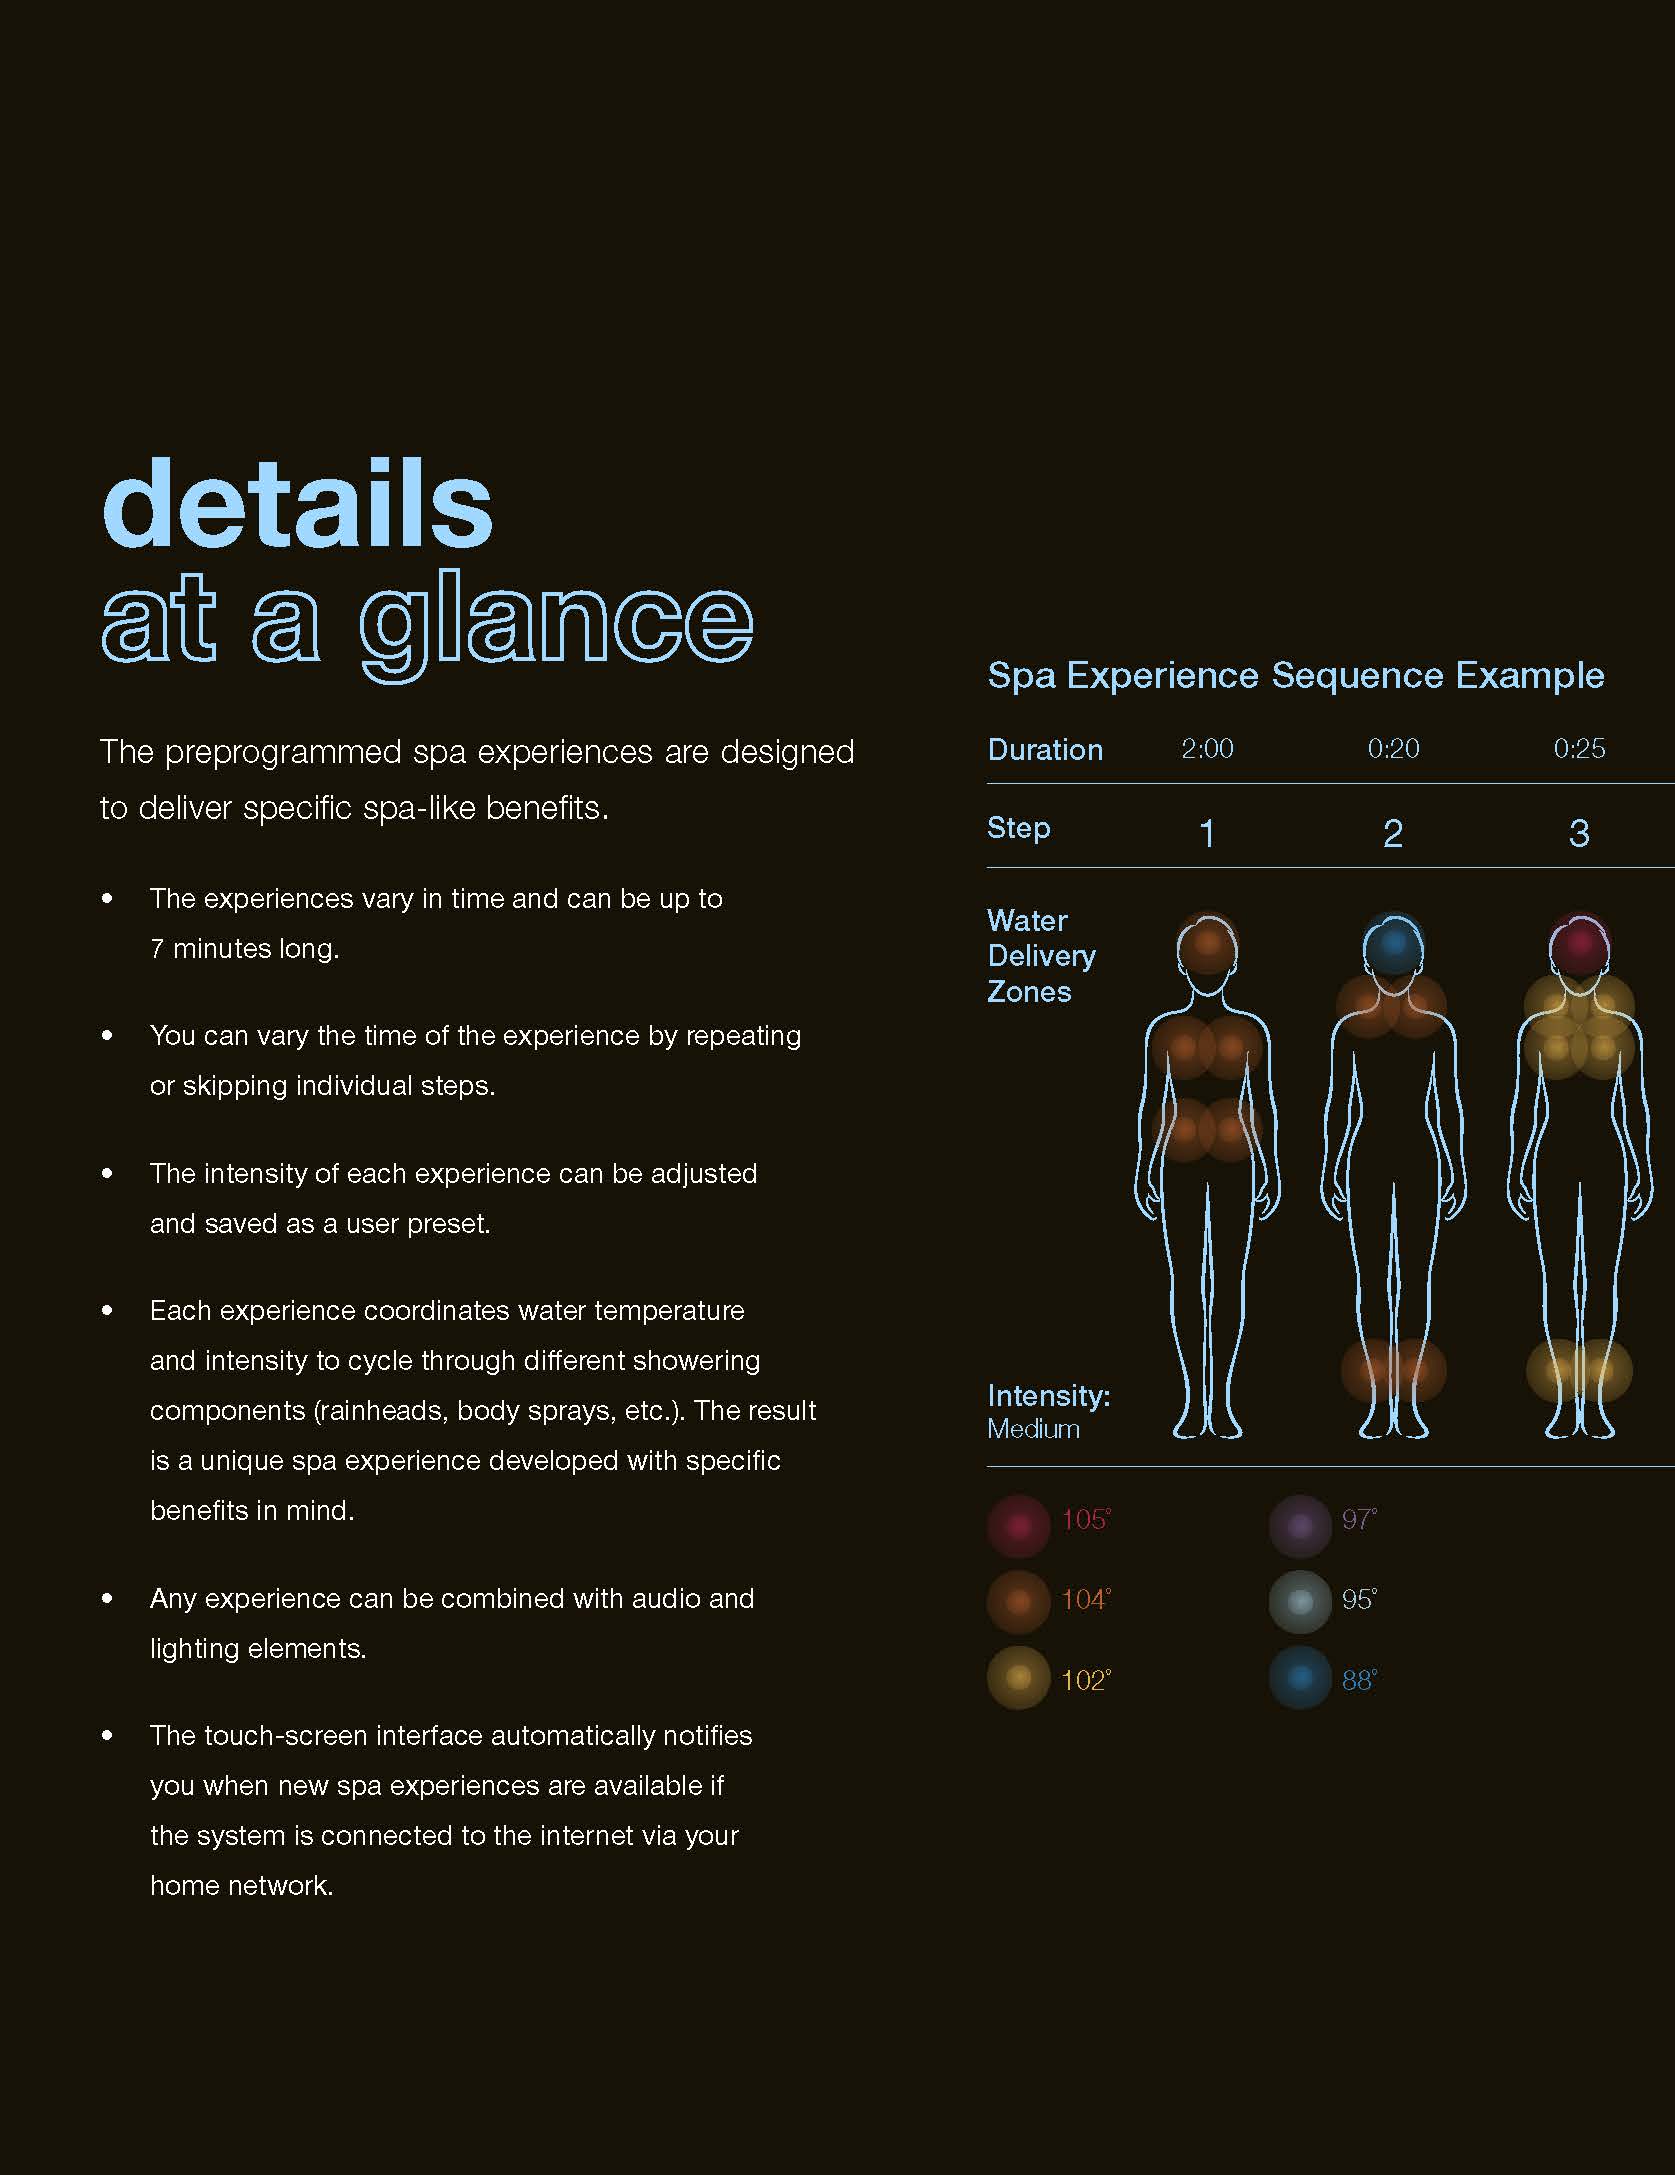 details
at a glance
The preprogrammed spa experiences are designed
to deliver specific spa-like benefits.
• The experiences vary in time and can be up to
7 minutes long.
• You can vary the time of the experience by repeating
or skipping individual steps.
• The intensity of each experience can be adjusted
and saved as a user preset.
• Each experience coordinates water temperature
and intensity to cycle through different showering
components (rainheads, body sprays, etc.). The result
is a unique spa experience developed with specific
benefits in mind.
• Any experience can be combined with audio and
lighting elements.
• The touch-screen interface automatically notifies
you when new spa experiences are available if
the system is connected to the internet via your
home network.
Spa Experience Sequence Example
Duration 2:00 0:20 0:25
Step 1 2 3
Water
Delivery
Zones
Intensity:
Medium
105° 97°
104° 95°
102° 88°